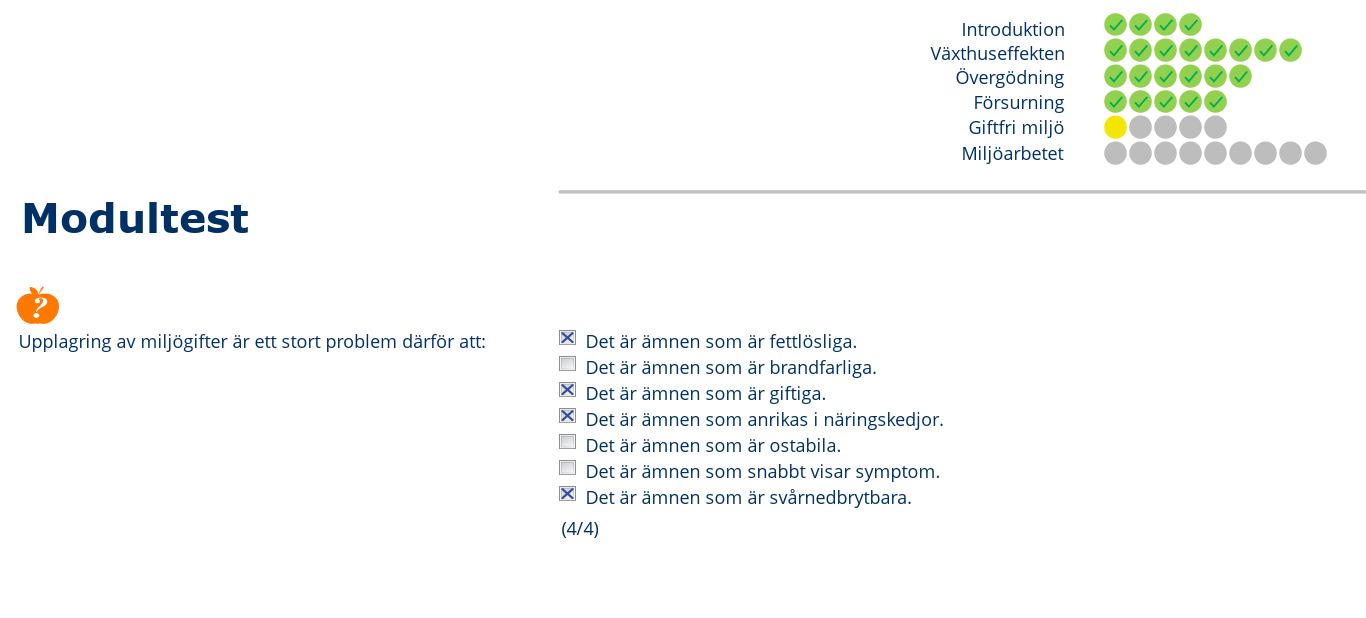 Introduktion
Växthuseffekten
Övergödning
Försurning
Giftfri miljö
Miljöarbetet
Modultest
?
Upplagring av miljögifter är ett stort problem därför att:
Det är ämnen som är fettlösliga.
Det är ämnen som är brandfarliga.
Det är ämnen som är giftiga.
Det är ämnen som anrikas i näringskedjor.
Det är ämnen som är ostabila.
Det är ämnen som snabbt visar symptom.
Det är ämnen som är svårnedbrytbara.
(4/4)